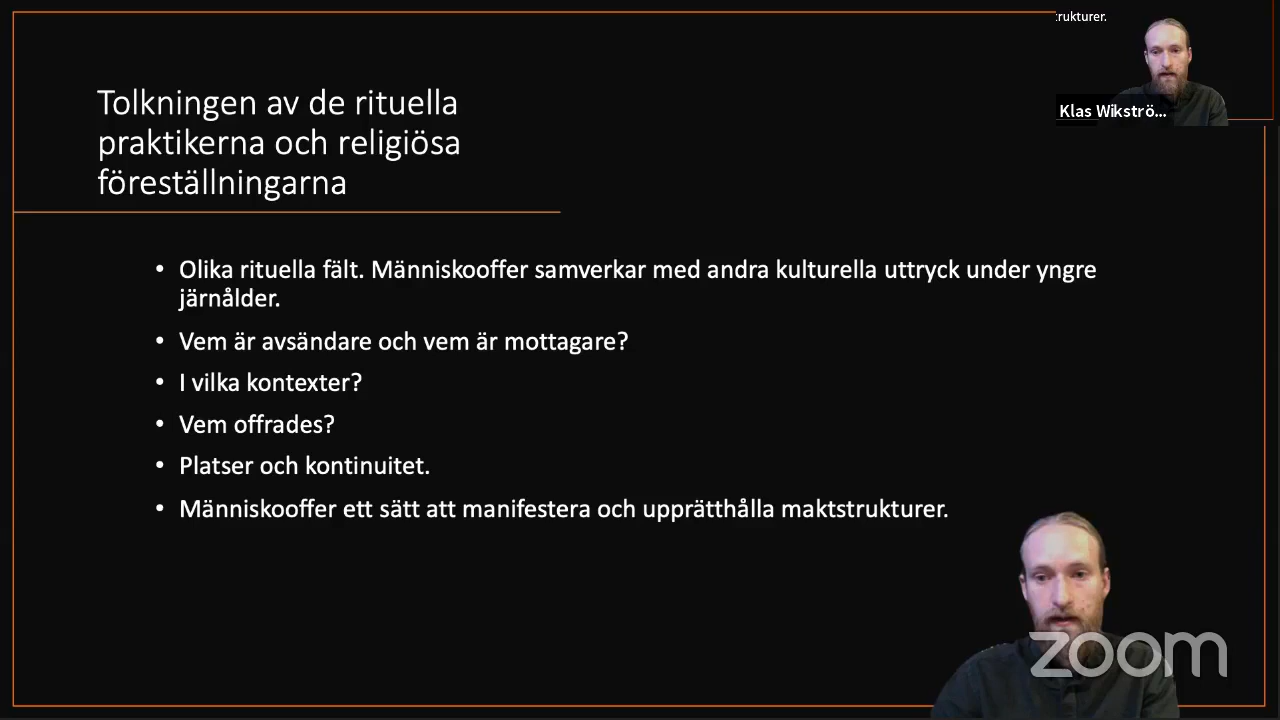 trukturer.
Klas Wikströ...
Tolkningen av de rituella
praktikerna och religiösa
föreställningarna
• Olika rituella fält. Människooffer samverkar med andra kulturella uttryck under yngre
järnålder.
• Vem är avsändare och vem är mottagare?
• I vilka kontexter?
• Vem offrades?
• Platser och kontinuitet.
• Människooffer ett sätt att manifestera och upprätthålla maktstrukturer.
zoom